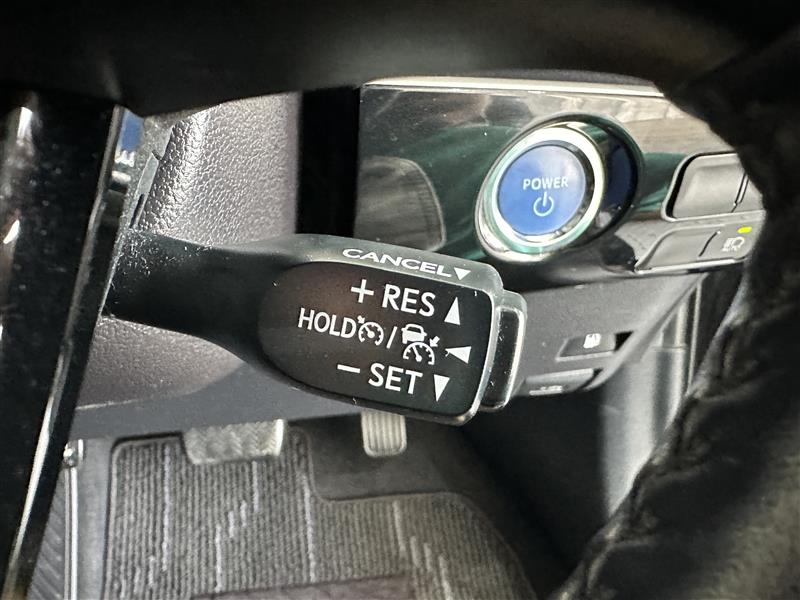 POWER
CANCEL▼
+ RES ▲
HOLD / ◀
− SET ▼